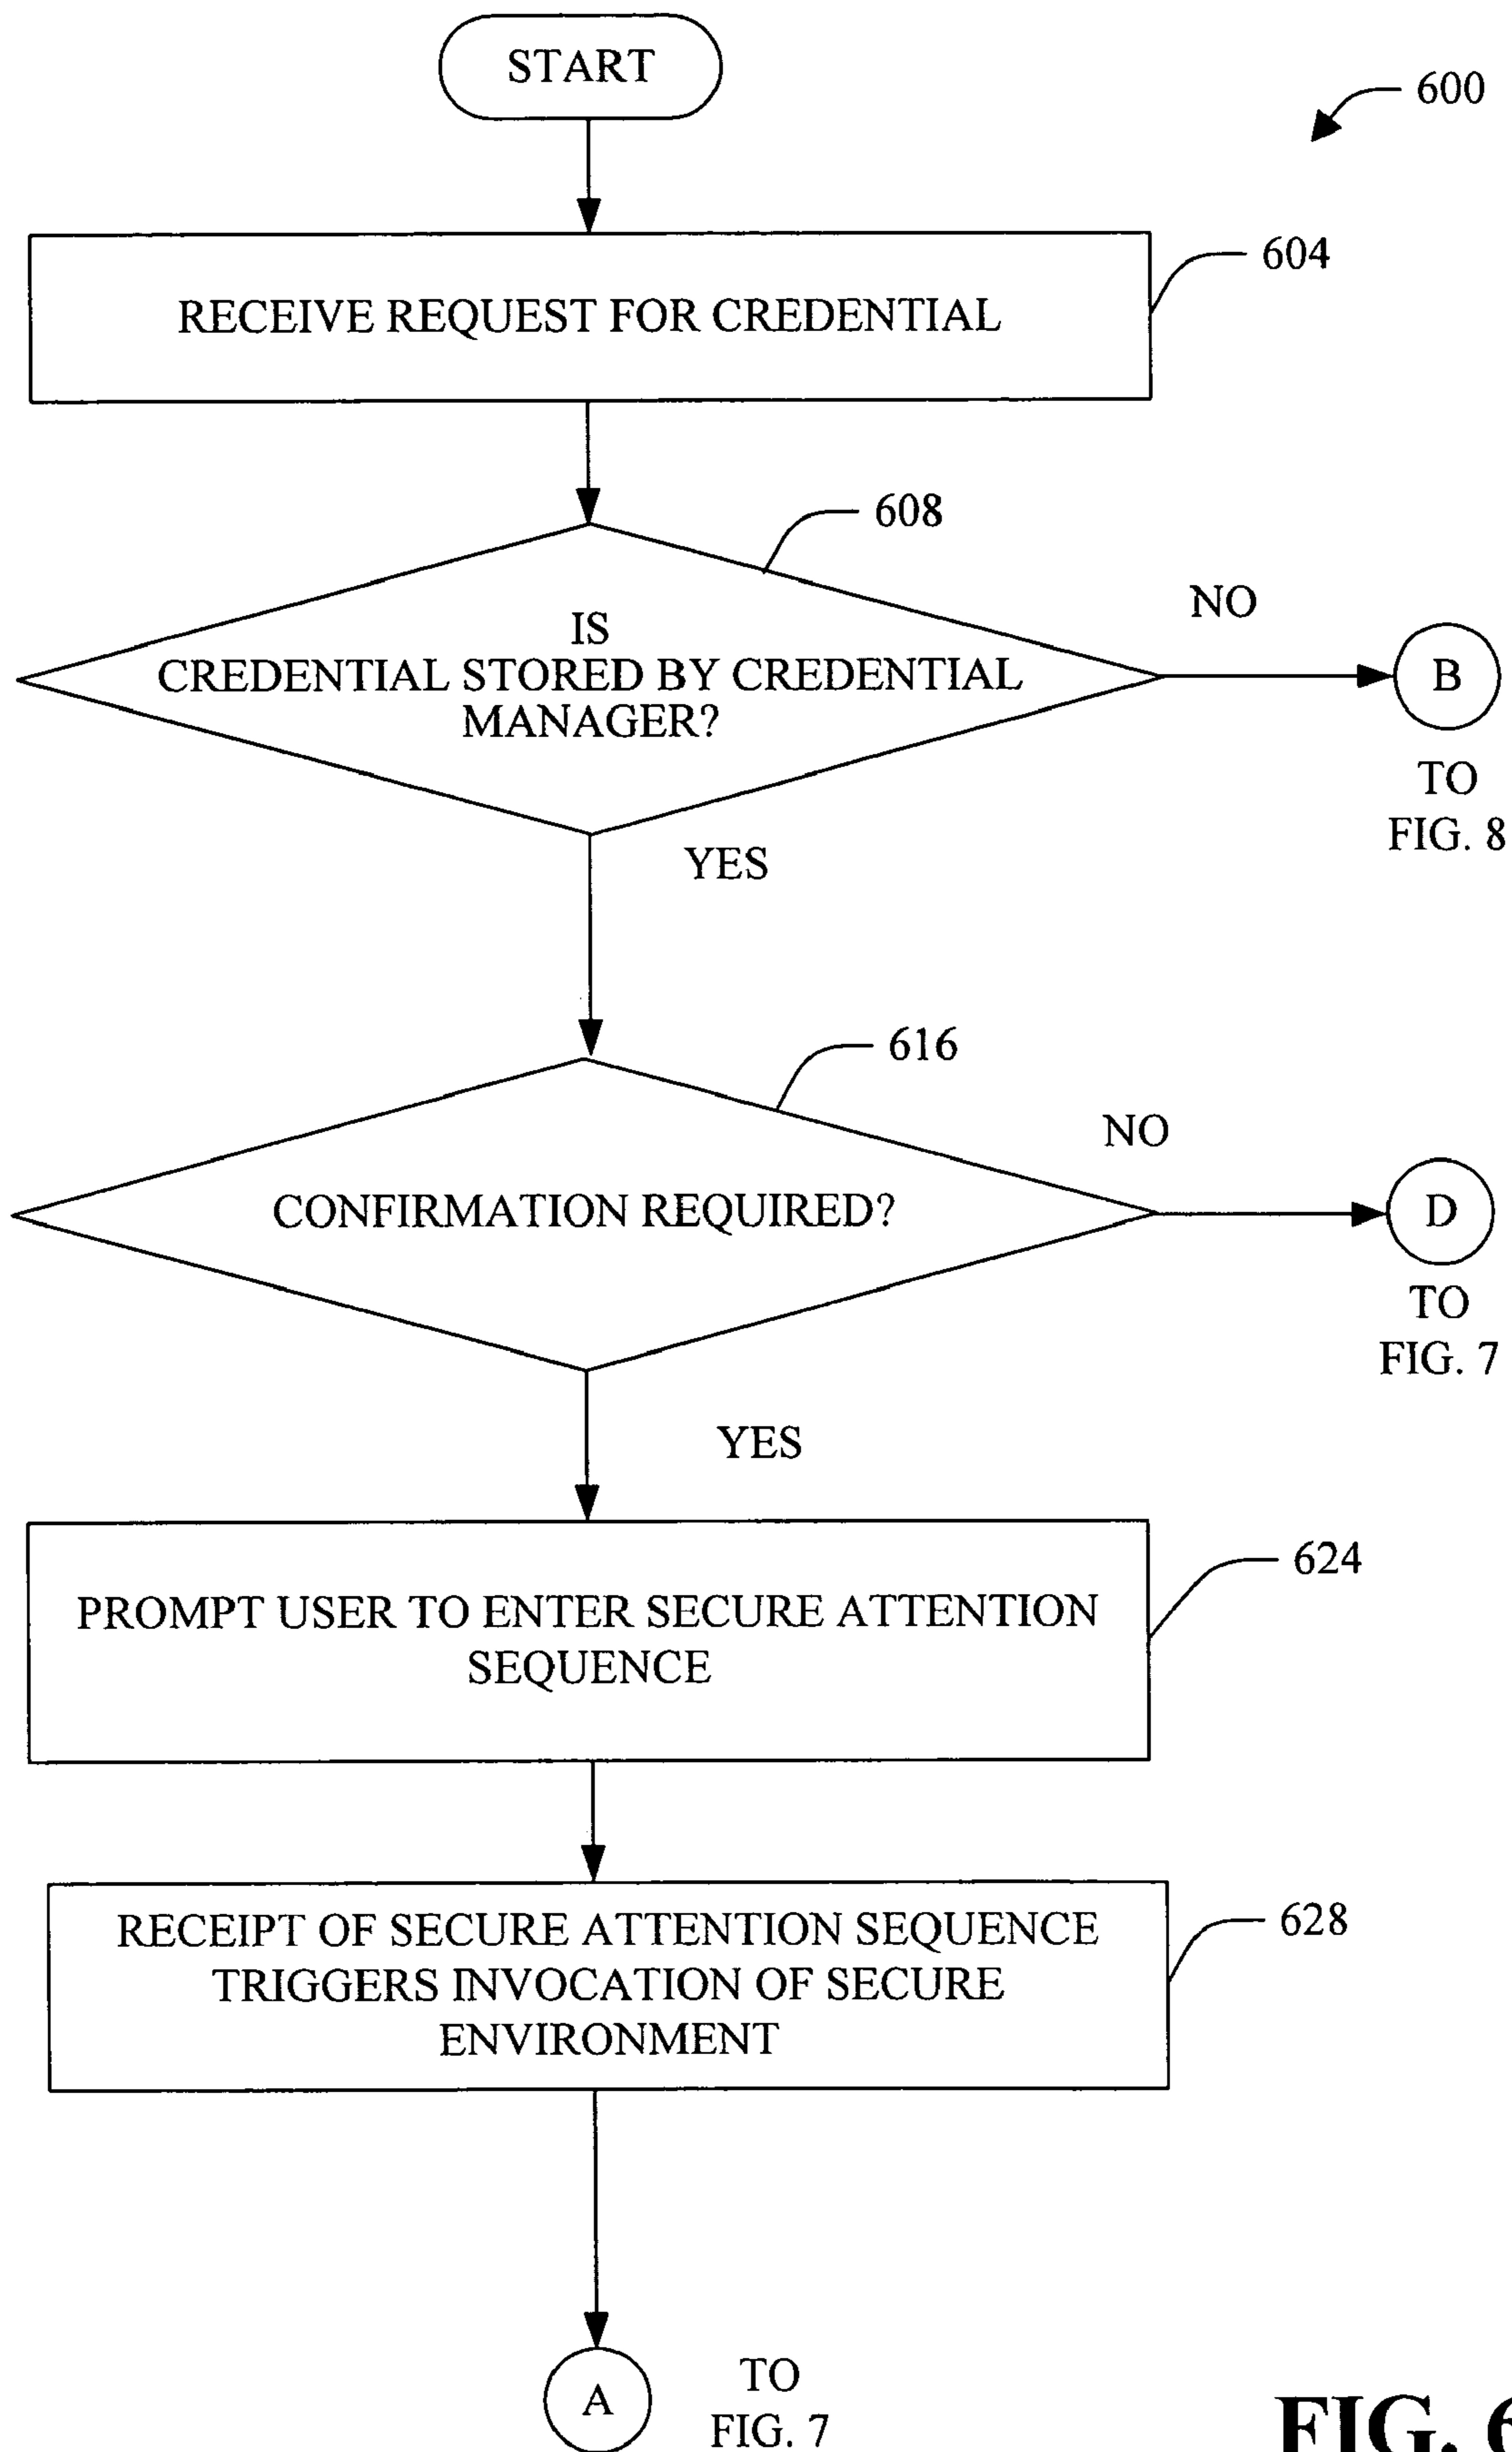 START
600
RECEIVE REQUEST FOR CREDENTIAL
604
608
IS
CREDENTIAL STORED BY CREDENTIAL
MANAGER?
NO
B
TO
FIG. 8
YES
616
CONFIRMATION REQUIRED?
NO
D
TO
FIG. 7
YES
624
PROMPT USER TO ENTER SECURE ATTENTION
SEQUENCE
628
RECEIPT OF SECURE ATTENTION SEQUENCE
TRIGGERS INVOCATION OF SECURE
ENVIRONMENT
A
TO
FIG. 7
FIG. 6